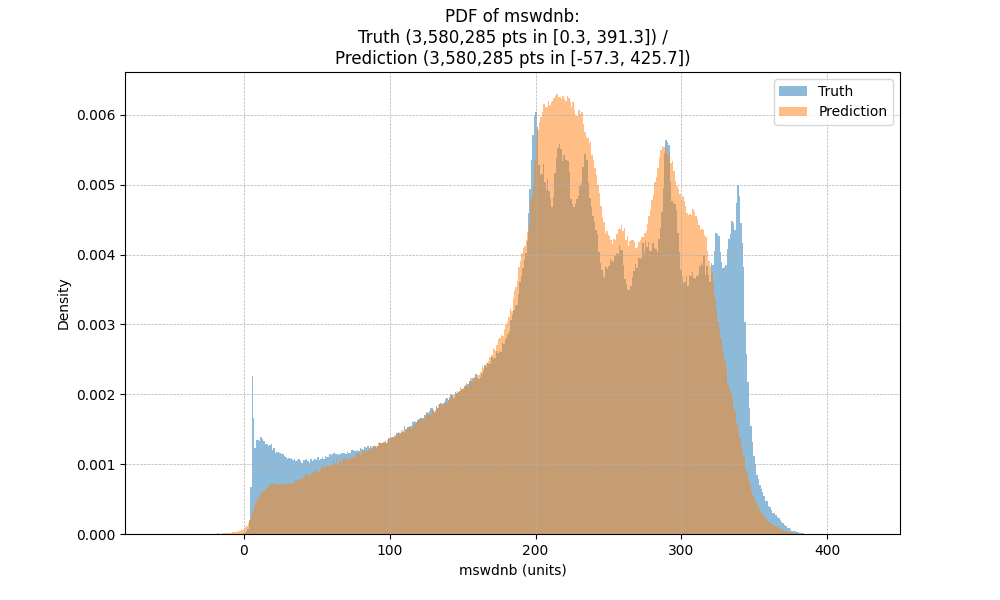 PDF of mswdnb:
Truth (3,580,285 pts in [0.3, 391.3]) /
Prediction (3,580,285 pts in [-57.3, 425.7])
Truth
Prediction
Density
0.006
0.005
0.004
0.003
0.002
0.001
0.000
0
100
200
300
400
mswdnb (units)